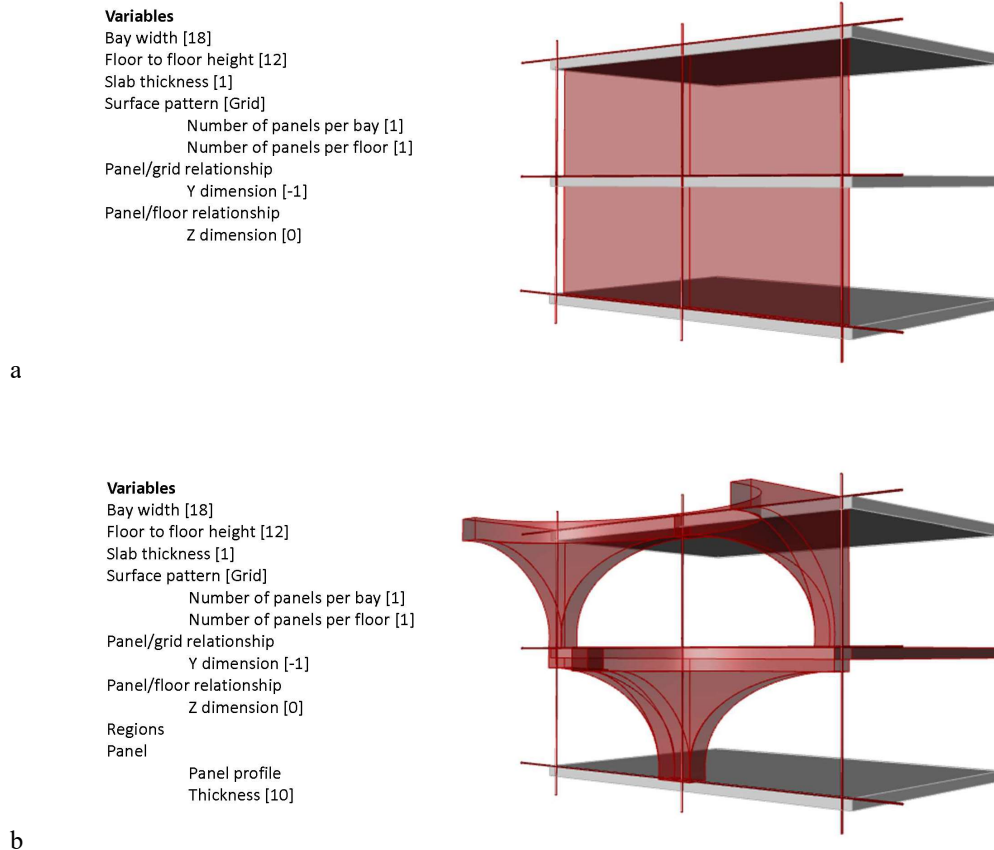 Variables
Bay width [18]
Floor to floor height [12]
Slab thickness [1]
Surface pattern [Grid]
Number of panels per bay [1]
Number of panels per floor [1]
Panel/grid relationship
Y dimension [-1]
Panel/floor relationship
Z dimension [0]
a
Variables
Bay width [18]
Floor to floor height [12]
Slab thickness [1]
Surface pattern [Grid]
Number of panels per bay [1]
Number of panels per floor [1]
Panel/grid relationship
Y dimension [-1]
Panel/floor relationship
Z dimension [0]
Regions
Panel
Panel profile
Thickness [10]
b